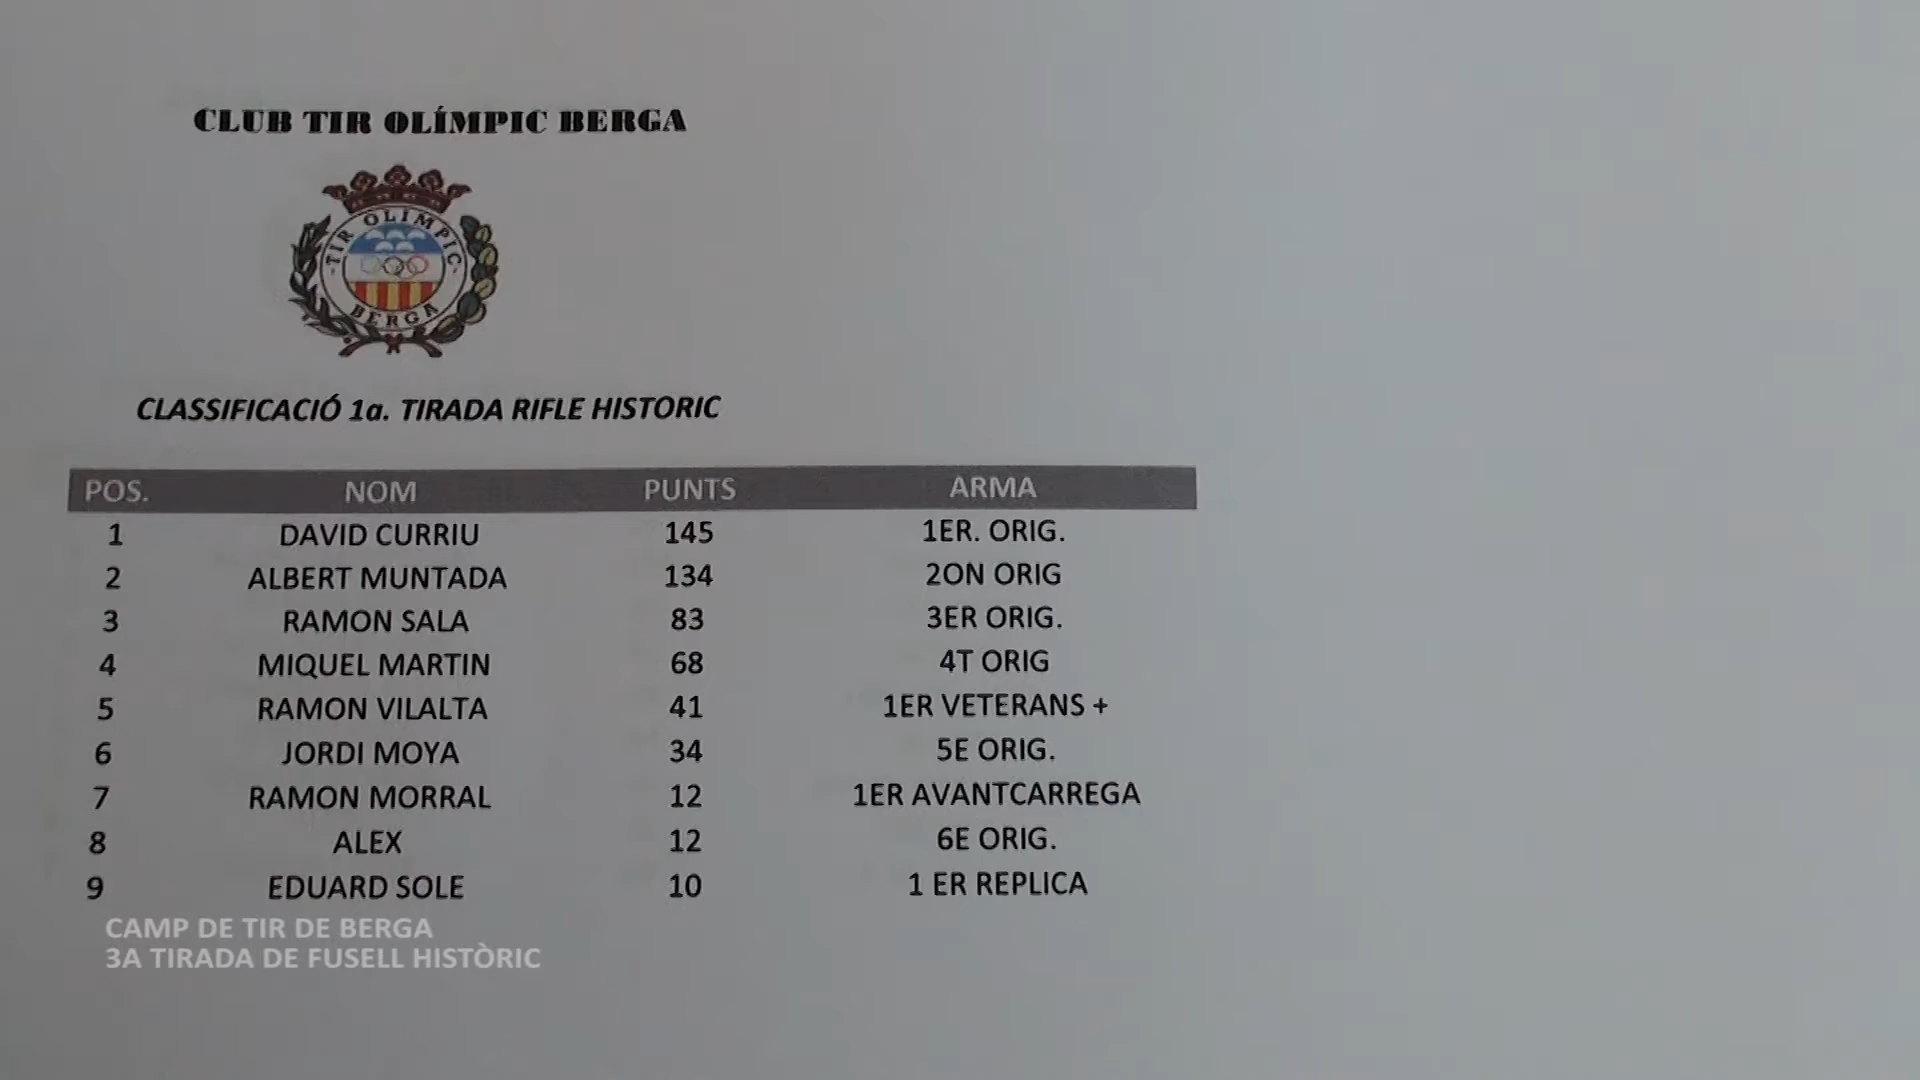 CLUB TIR OLÍMPIC BERGA
TIR OLÍMPIC
BERGA
CLASSIFICACIÓ 1a. TIRADA RIFLE HISTORIC
POS. NOM PUNTS ARMA
1 DAVID CURRIU 145 1ER. ORIG.
2 ALBERT MUNTADA 134 2ON ORIG
3 RAMON SALA 83 3ER ORIG.
4 MIQUEL MARTIN 68 4T ORIG
5 RAMON VILALTA 41 1ER VETERANS +
6 JORDI MOYA 34 5E ORIG.
7 RAMON MORRAL 12 1ER AVANTCARREGA
8 ALEX 12 6E ORIG.
9 EDUARD SOLE 10 1 ER REPLICA
CAMP DE TIR DE BERGA
3A TIRADA DE FUSELL HISTÒRIC